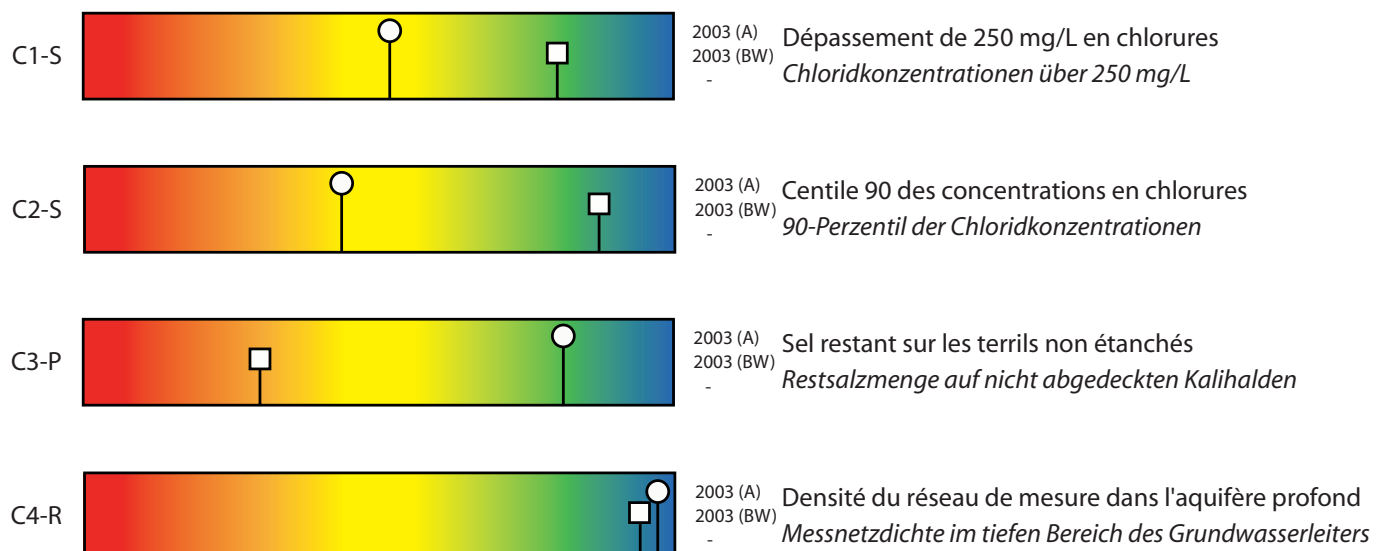 C1-S
2003 (A)
2003 (BW)
-
Dépassement de 250 mg/L en chlorures
Chloridkonzentrationen über 250 mg/L
C2-S
2003 (A)
2003 (BW)
-
Centile 90 des concentrations en chlorures
90-Perzentil der Chloridkonzentrationen
C3-P
2003 (A)
2003 (BW)
-
Sel restant sur les terrils non étanchés
Restsalzmenge auf nicht abgedeckten Kalihalden
C4-R
2003 (A)
2003 (BW)
-
Densité du réseau de mesure dans l'aquifère profond
Messnetzdichte im tiefen Bereich des Grundwasserleiters